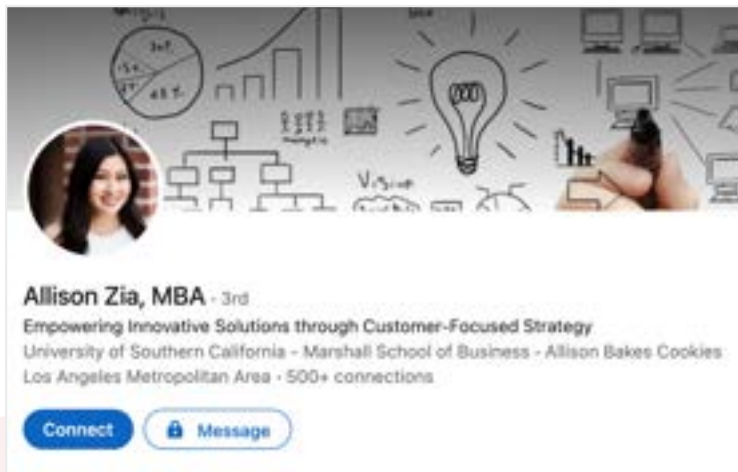 Vision
Allison Zia, MBA · 3rd
Empowering Innovative Solutions through Customer-Focused Strategy
University of Southern California – Marshall School of Business - Allison Bakes Cookies
Los Angeles Metropolitan Area · 500+ connections
Connect
Message